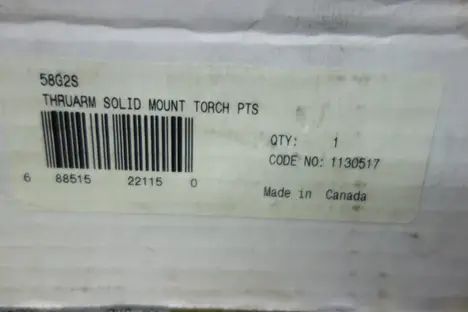 58G2S
THRUARM SOLID MOUNT TORCH PTS
QTY: 1
CODE NO: 1130517
6 88515 22115 0
Made in Canada